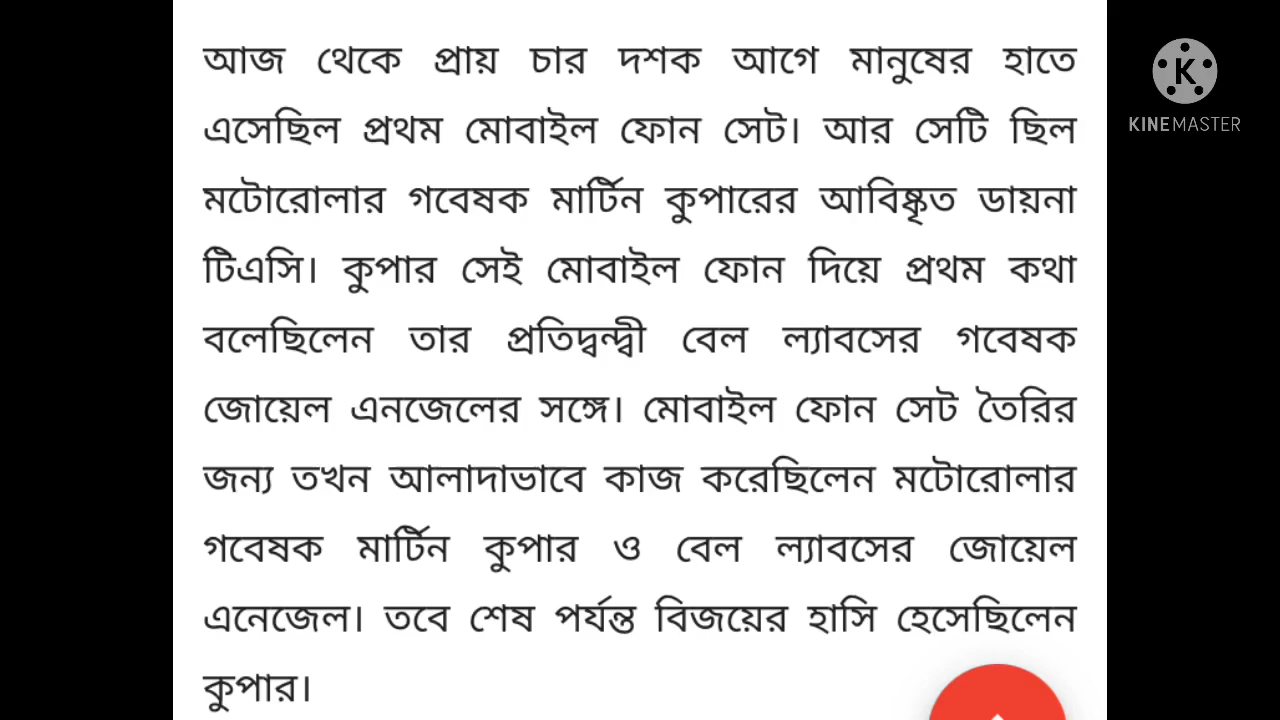 আজ থেকে প্রায় চার দশক আগে মানুষের হাতে
এসেছিল প্রথম মোবাইল ফোন সেট। আর সেটি ছিল
মটোরোলার গবেষক মার্টিন কুপারের আবিষ্কৃত ডায়না
টিএসি। কুপার সেই মোবাইল ফোন দিয়ে প্রথম কথা
বলেছিলেন তার প্রতিদ্বন্দ্বী বেল ল্যাবসের গবেষক
জোয়েল এনজেলের সঙ্গে। মোবাইল ফোন সেট তৈরির
জন্য তখন আলাদাভাবে কাজ করেছিলেন মটোরোলার
গবেষক মার্টিন কুপার ও বেল ল্যাবসের জোয়েল
এনেজেল। তবে শেষ পর্যন্ত বিজয়ের হাসি হেসেছিলেন
কুপার।
K
KINEMASTER